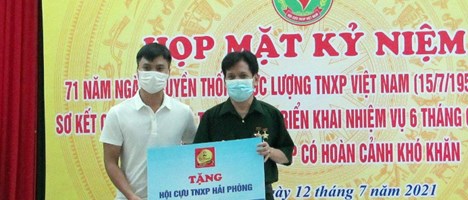 HỌP MẶT KỶ NIỆM
71 NĂM NGÀY TRUYỀN THỐNG LỰC LƯỢNG TNXP VIỆT NAM (15/7/195
SƠ KẾT TRIỂN KHAI NHIỆM VỤ 6 THÁNG
CÓ HOÀN CẢNH KHÓ KHĂN
ngày 12 tháng 7 năm 2021
TẶNG
HỘI CỰU TNXP HẢI PHÒNG